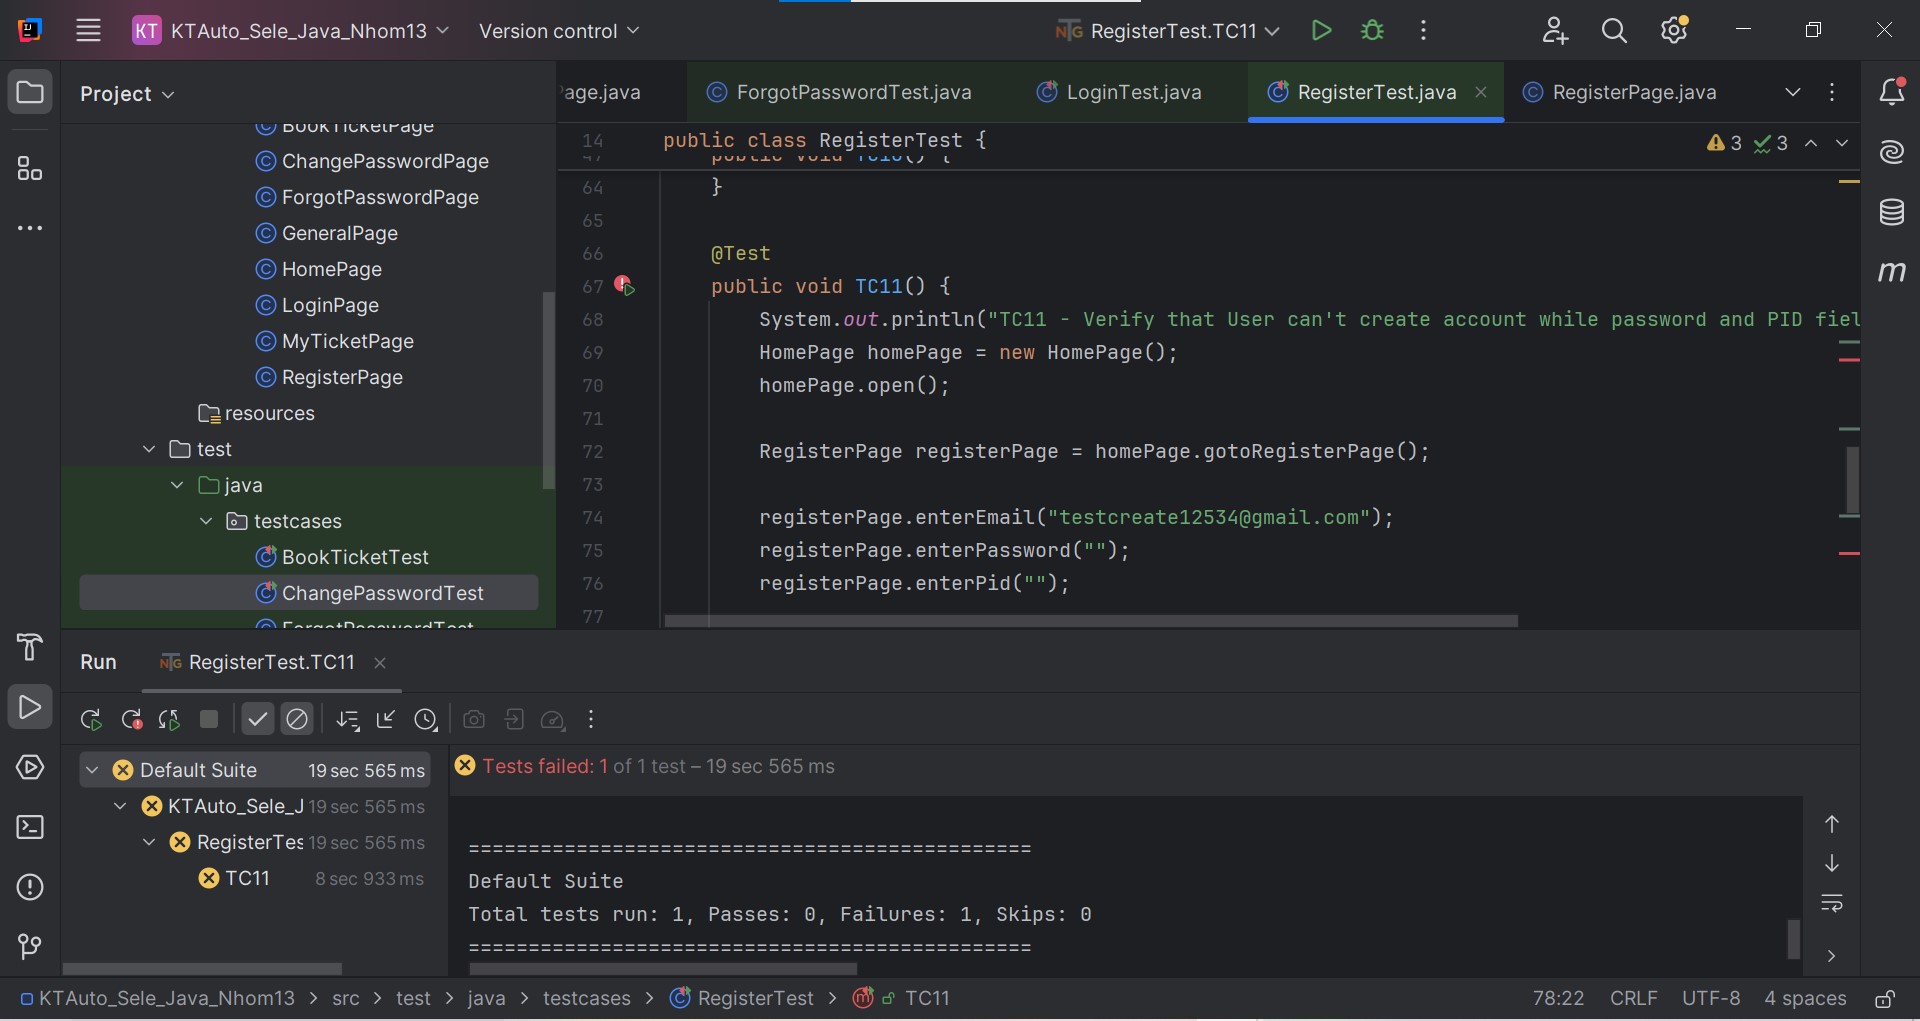 KT KTAuto_Sele_Java_Nhom13 Version control RegisterTest.TC11
Project
age.java ForgotPasswordTest.java LoginTest.java RegisterTest.java RegisterPage.java
BookTicketPage
ChangePasswordPage
ForgotPasswordPage
GeneralPage
HomePage
LoginPage
MyTicketPage
RegisterPage
resources
test
java
testcases
BookTicketTest
ChangePasswordTest
ForgotPasswordTest
14 public class RegisterTest { 3 3
47 public void TC10() {
64 }
65
66 @Test
67 public void TC11() {
68 System.out.println("TC11 - Verify that User can't create account while password and PID fiel
69 HomePage homePage = new HomePage();
70 homePage.open();
71
72 RegisterPage registerPage = homePage.gotoRegisterPage();
73
74 registerPage.enterEmail("testcreate12534@gmail.com");
75 registerPage.enterPassword("");
76 registerPage.enterPid("");
77
m
Run RegisterTest.TC11
Default Suite 19 sec 565 ms
KTAuto_Sele_J 19 sec 565 ms
RegisterTes 19 sec 565 ms
TC11 8 sec 933 ms
Tests failed: 1 of 1 test – 19 sec 565 ms
===============================================
Default Suite
Total tests run: 1, Passes: 0, Failures: 1, Skips: 0
===============================================
KTAuto_Sele_Java_Nhom13 > src > test > java > testcases > RegisterTest > TC11 78:22 CRLF UTF-8 4 spaces